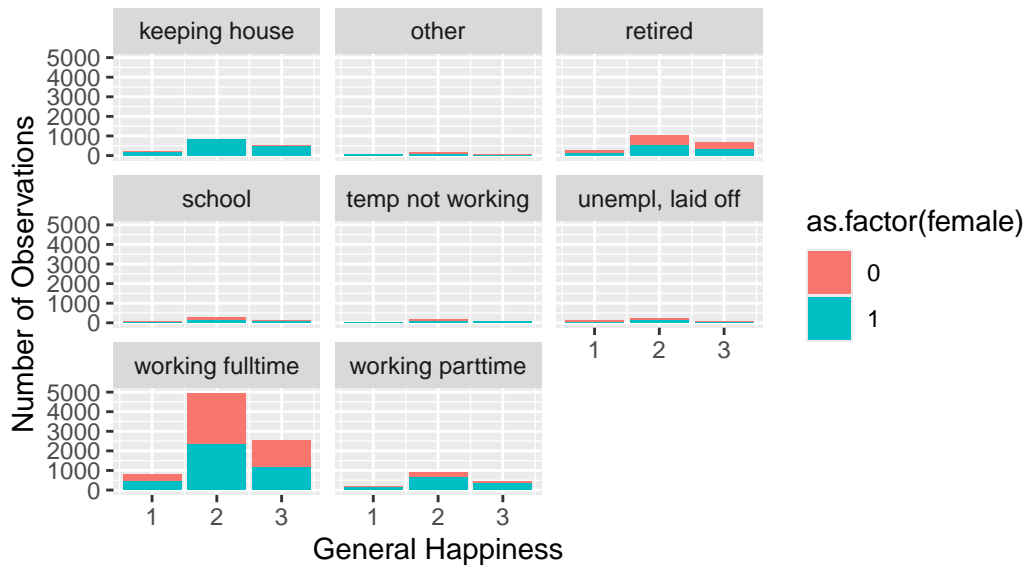 keeping house
other
retired
5000
4000
3000
2000
1000
0
school
temp not working
unempl, laid off
5000
4000
3000
2000
1000
0
1 2 3
working fulltime
working parttime
5000
4000
3000
2000
1000
0
1 2 3
1 2 3
General Happiness
Number of Observations
as.factor(female)
0
1